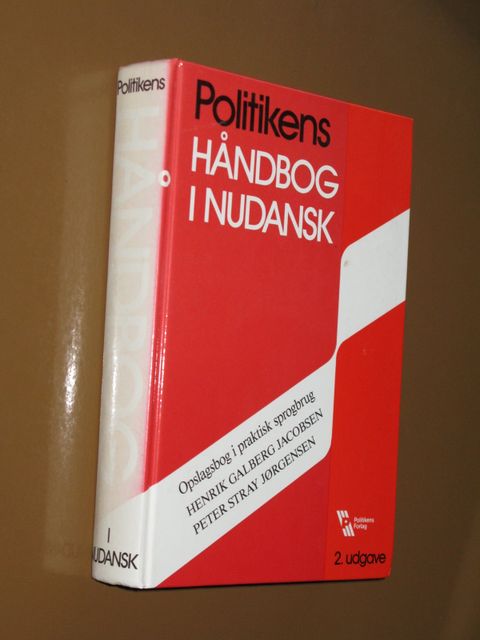 Politikens
HÅNDBOG
I NUDANSK
Opslagsbog i praktisk sprogbrug
HENRIK GALBERG JACOBSEN
PETER STRAY JØRGENSEN
Politikens
Forlag
2. udgave
Politikens
HÅNDBOG
I
NUDANSK